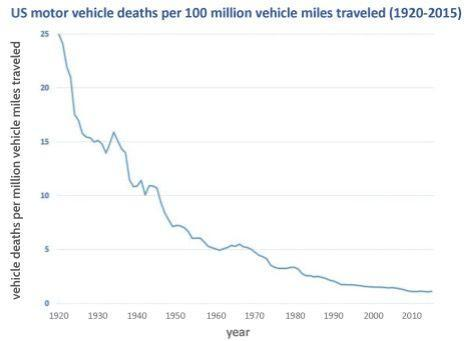 US motor vehicle deaths per 100 million vehicle miles traveled (1920-2015)
vehicle deaths per million vehicle miles traveled
25
20
15
10
5
0
1920 1930 1940 1950 1960 1970 1980 1990 2000 2010
year